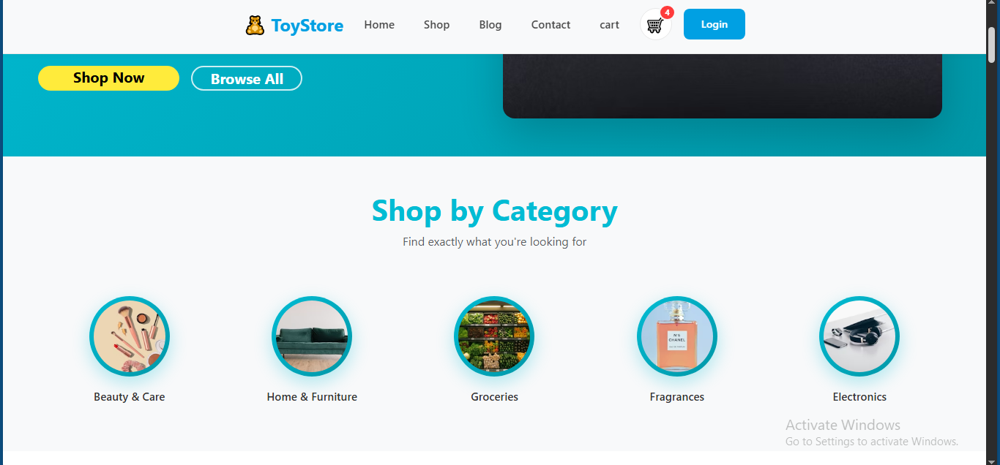 ToyStore
Home
Shop
Blog
Contact
cart
4
Login
Shop Now
Browse All
Shop by Category
Find exactly what you're looking for
N°5
CHANEL
Beauty & Care
Home & Furniture
Groceries
Fragrances
Electronics
Activate Windows
Go to Settings to activate Windows.